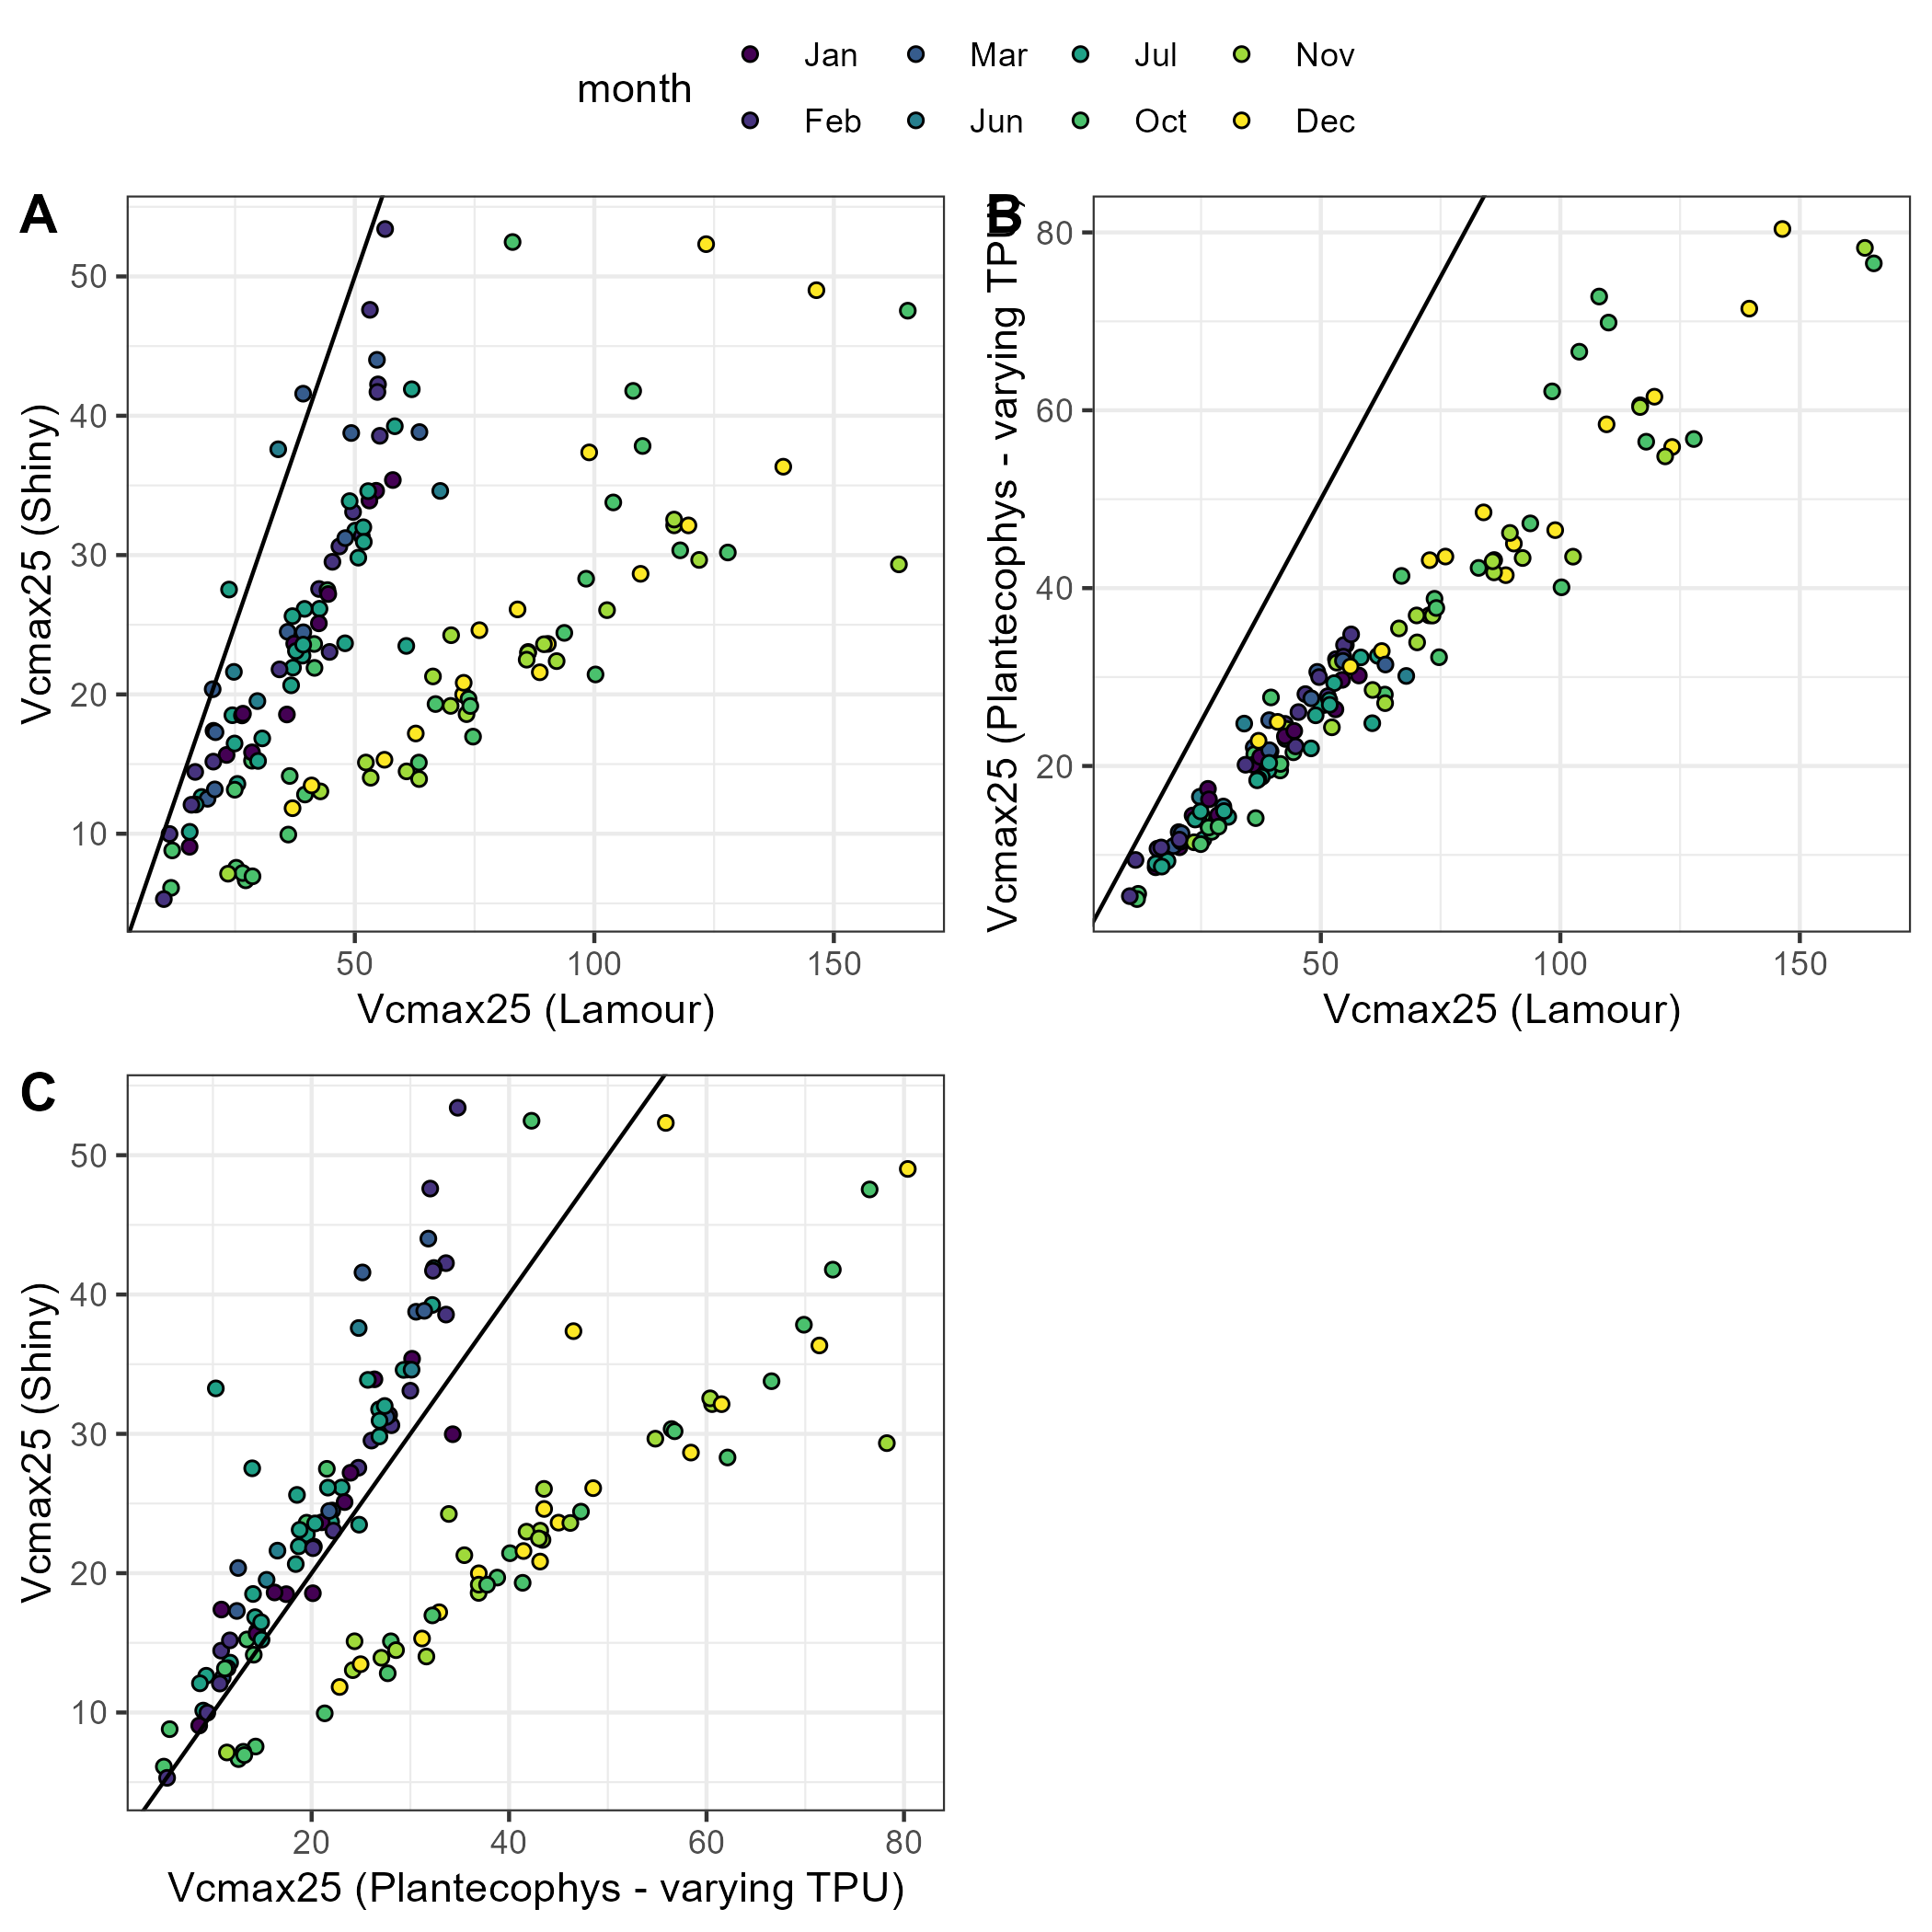 month
Jan
Mar
Jul
Nov
Feb
Jun
Oct
Dec
A
Vcmax25 (Shiny)
50
40
30
20
10
50
100
150
Vcmax25 (Lamour)
B
Vcmax25 (Plantecophys - varying TPU)
80
60
40
20
50
100
150
Vcmax25 (Lamour)
C
Vcmax25 (Shiny)
50
40
30
20
10
20
40
60
80
Vcmax25 (Plantecophys - varying TPU)